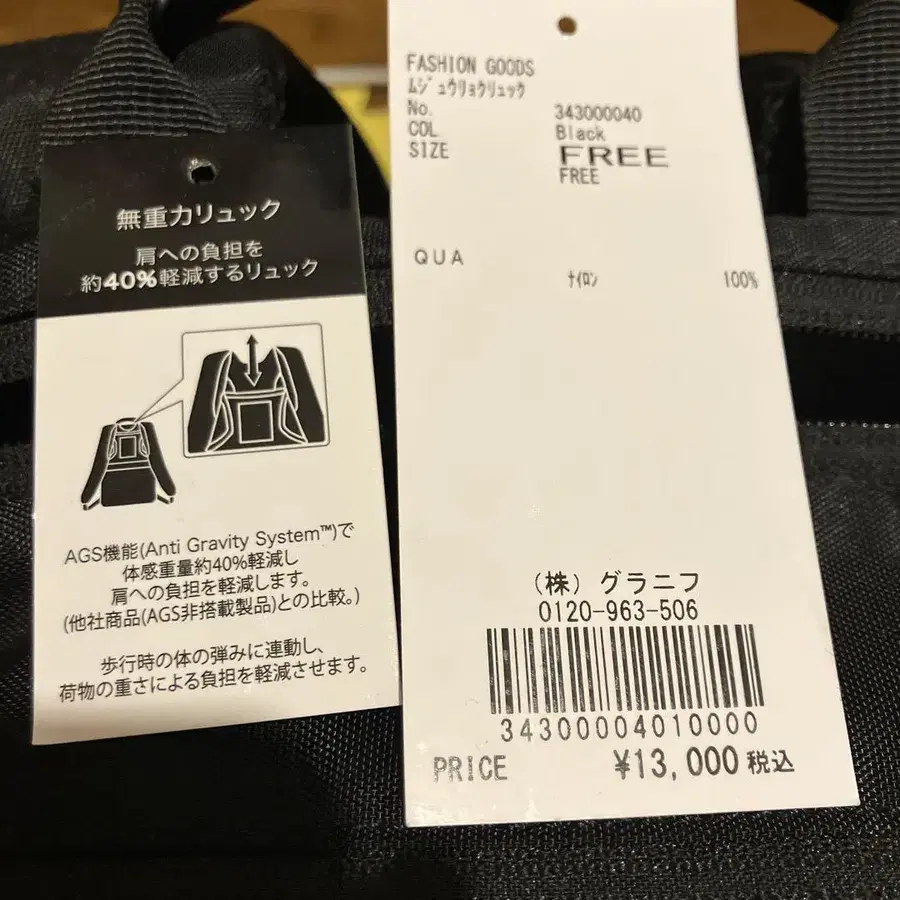 無重力リュック
肩への負担を
約40%軽減するリュック
AGS機能(Anti Gravity System™)で
体感重量約40%軽減し
肩への負担を軽減します。
(他社商品(AGS非搭載製品)との比較。)
歩行時の体の弾みに連動し、
荷物の重さによる負担を軽減させます。
FASHION GOODS
ﾑｼﾞｭｳﾘｮｸﾘｭｯｸ
No. 343000040
COL Black
SIZE FREE
FREE
QUA
ﾅｲﾛﾝ 100%
(株) グラニフ
0120-963-506
34300004010000
PRICE ¥13,000 税込